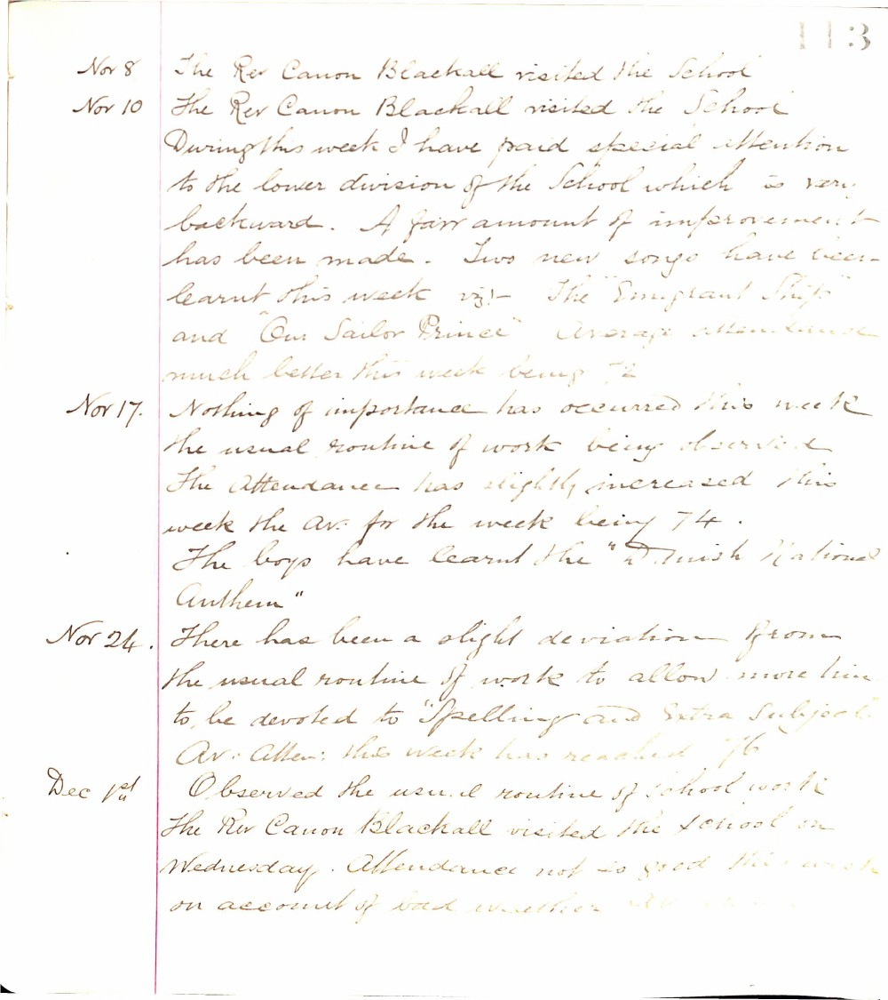 113
Nov 8 The Rev Canon Blackall visited the School
Nov 10 The Rev Canon Blackall visited the School
During this week I have paid special attention
to the lower division of the School which is very
backward. A fair amount of improvement
has been made. Two new songs have been
learnt this week viz:- The "Emigrant Ship"
and "Our Sailor Prince" Average attendance
much better this week being 72
Nov 17. Nothing of importance has occurred this week
the usual routine of work being observed
The Attendance has slightly increased this
week the Av: for the week being 74.
The boys have learnt the "Danish National
Anthem"
Nov 24. There has been a slight deviation from
the usual routine of work to allow more time
to be devoted to "Spelling and Extra Subjects.
Av: Atten: this week has reached 76
Dec 1st Observed the usual routine of School work
The Rev Canon Blackall visited the School on
Wednesday. Attendance not so good this week
on account of bad weather